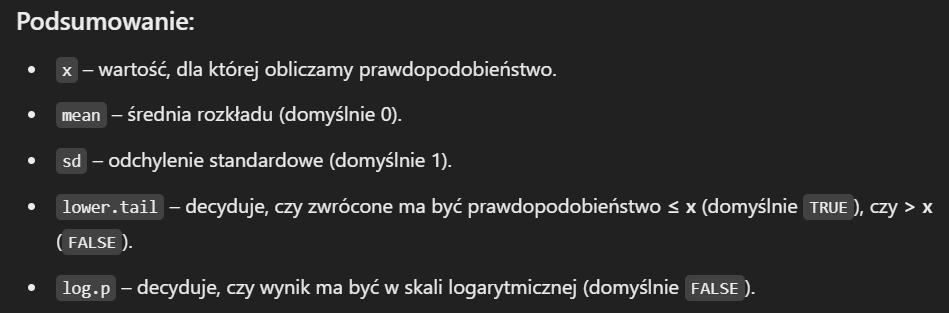 Podsumowanie:
• x – wartość, dla której obliczamy prawdopodobieństwo.
• mean – średnia rozkładu (domyślnie 0).
• sd – odchylenie standardowe (domyślnie 1).
• lower.tail – decyduje, czy zwrócone ma być prawdopodobieństwo ≤ x (domyślnie TRUE), czy > x
(FALSE).
• log.p – decyduje, czy wynik ma być w skali logarytmicznej (domyślnie FALSE).